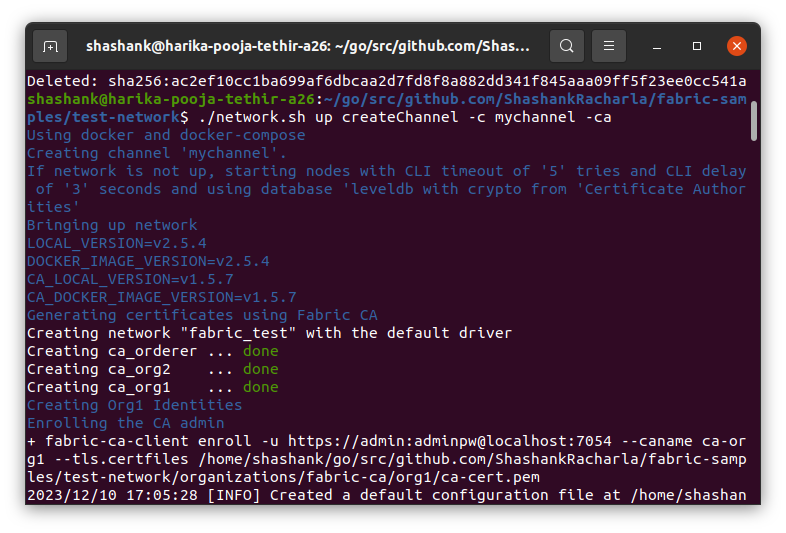 shashank@harika-pooja-tethir-a26: ~/go/src/github.com/Shas...
Deleted: sha256:ac2ef10cc1ba699af6dbcaa2d7fd8f8a882dd341f845aaa09ff5f23ee0cc541a
shashank@harika-pooja-tethir-a26:~/go/src/github.com/ShashankRacharla/fabric-sam
ples/test-network$ ./network.sh up createChannel -c mychannel -ca
Using docker and docker-compose
Creating channel 'mychannel'.
If network is not up, starting nodes with CLI timeout of '5' tries and CLI delay
 of '3' seconds and using database 'leveldb with crypto from 'Certificate Author
ities'
Bringing up network
LOCAL_VERSION=v2.5.4
DOCKER_IMAGE_VERSION=v2.5.4
CA_LOCAL_VERSION=v1.5.7
CA_DOCKER_IMAGE_VERSION=v1.5.7
Generating certificates using Fabric CA
Creating network "fabric_test" with the default driver
Creating ca_orderer ... done
Creating ca_org2    ... done
Creating ca_org1    ... done
Creating Org1 Identities
Enrolling the CA admin
+ fabric-ca-client enroll -u https://admin:adminpw@localhost:7054 --caname ca-or
g1 --tls.certfiles /home/shashank/go/src/github.com/ShashankRacharla/fabric-samp
les/test-network/organizations/fabric-ca/org1/ca-cert.pem
2023/12/10 17:05:28 [INFO] Created a default configuration file at /home/shashan